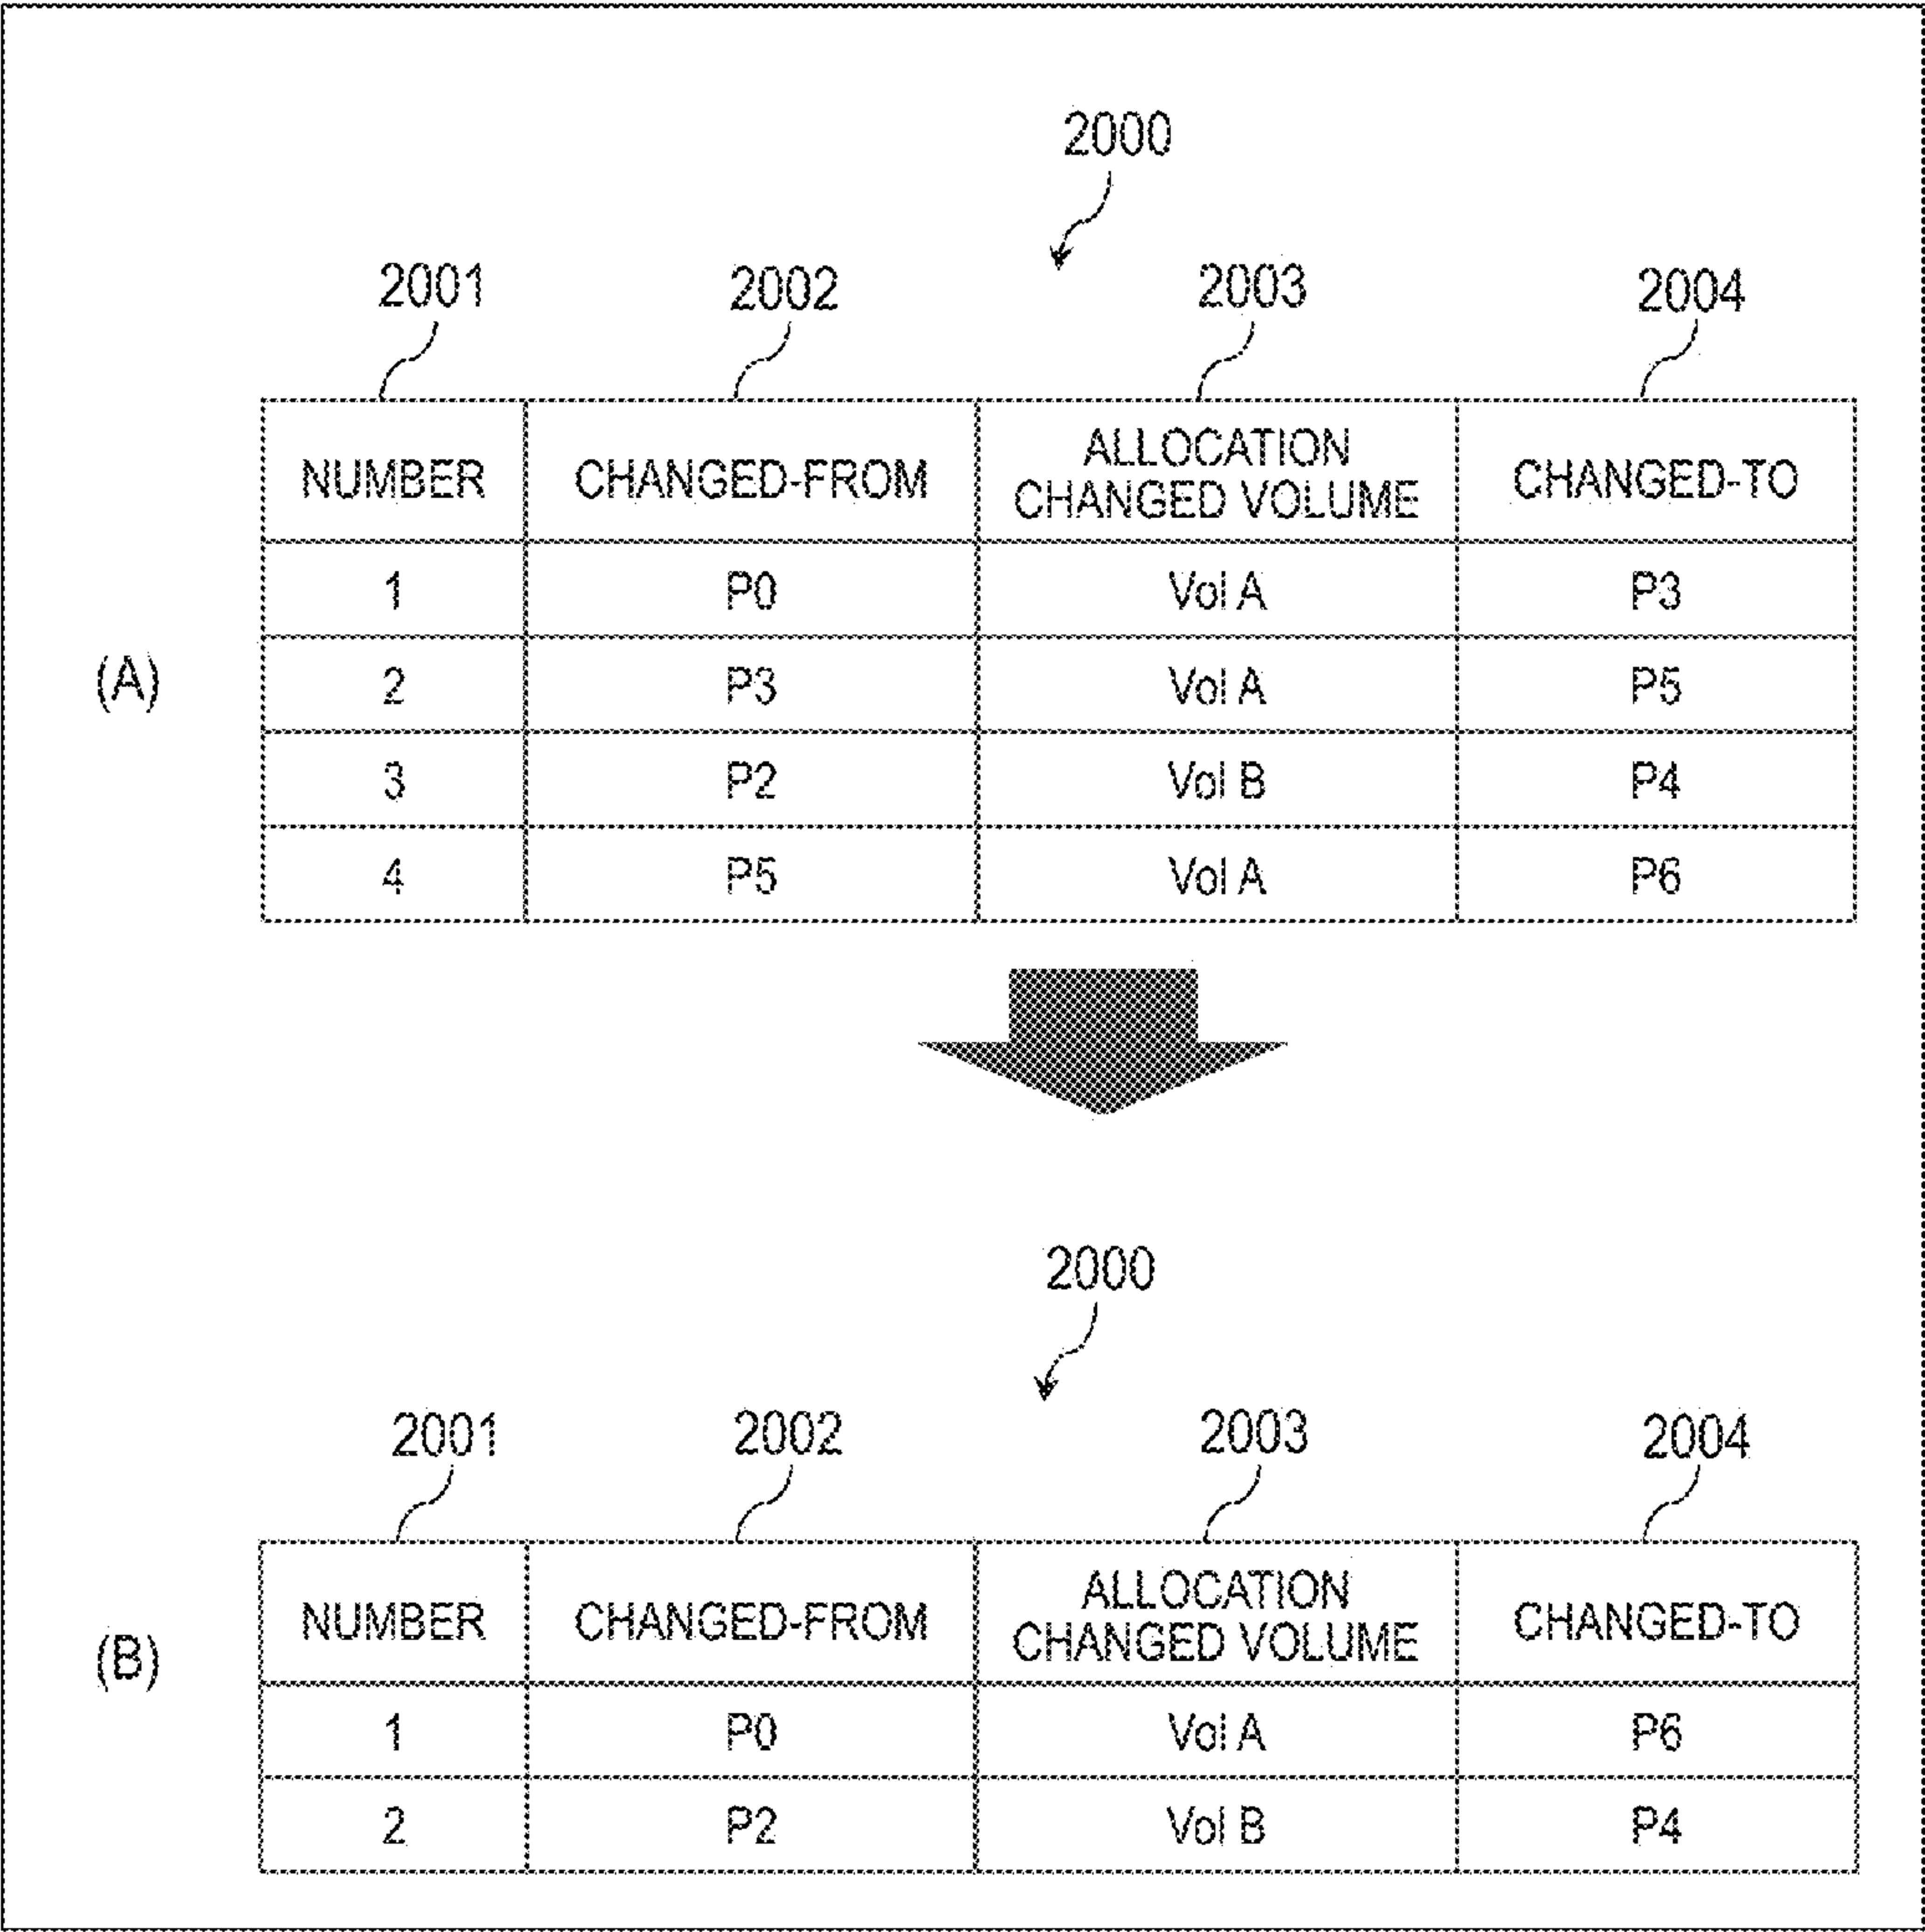 2000
2001 2002 2003 2004
NUMBER CHANGED-FROM ALLOCATION CHANGED VOLUME CHANGED-TO
1 P0 Vol A P3
(A)
2 P3 Vol A P5
3 P2 Vol B P4
4 P5 Vol A P6
2000
2001 2002 2003 2004
NUMBER CHANGED-FROM ALLOCATION CHANGED VOLUME CHANGED-TO
(B)
1 P0 Vol A P6
2 P2 Vol B P4